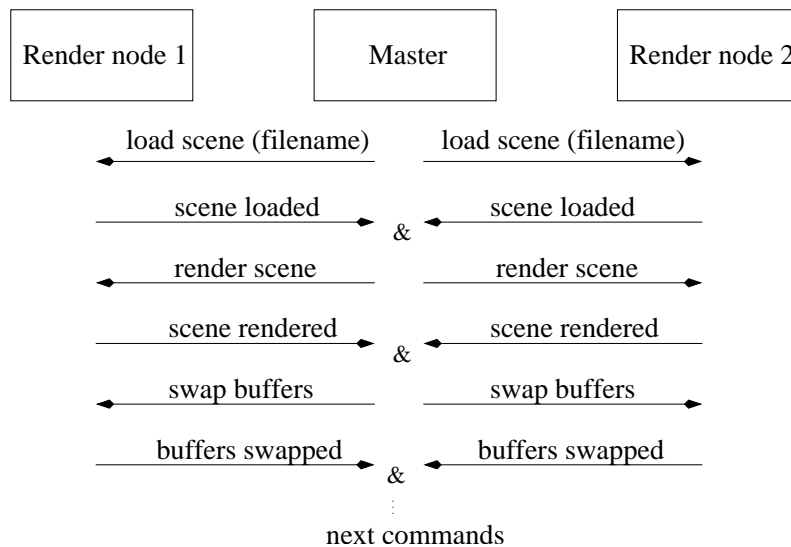 Render node 1 Master Render node 2
load scene (filename) load scene (filename)
scene loaded scene loaded
&
render scene render scene
scene rendered scene rendered
&
swap buffers swap buffers
buffers swapped buffers swapped
&
next commands